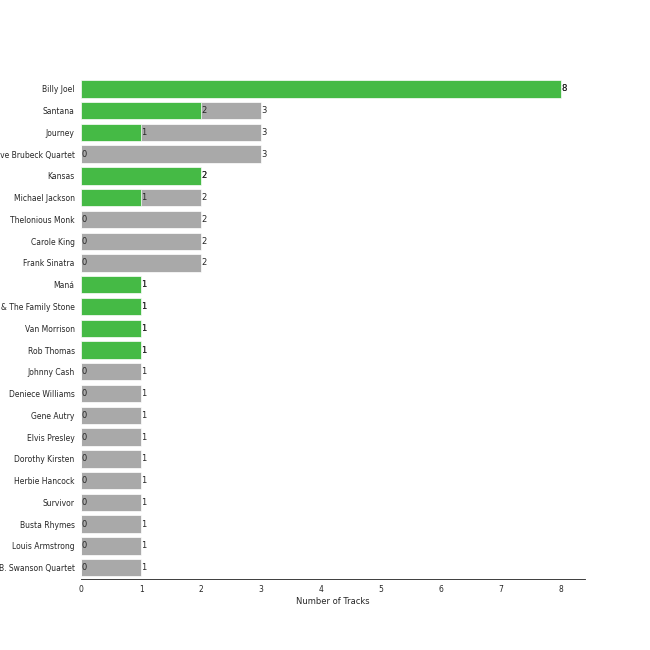 Billy Joel 8
Santana 2 3
Journey 1 3
ve Brubeck Quartet 0 3
Kansas 2
Michael Jackson 1 2
Thelonious Monk 0 2
Carole King 0 2
Frank Sinatra 0 2
Maná 1
& The Family Stone 1
Van Morrison 1
Rob Thomas 1
Johnny Cash 0 1
Deniece Williams 0 1
Gene Autry 0 1
Elvis Presley 0 1
Dorothy Kirsten 0 1
Herbie Hancock 0 1
Survivor 0 1
Busta Rhymes 0 1
Louis Armstrong 0 1
B. Swanson Quartet 0 1
0 1 2 3 4 5 6 7 8
Number of Tracks